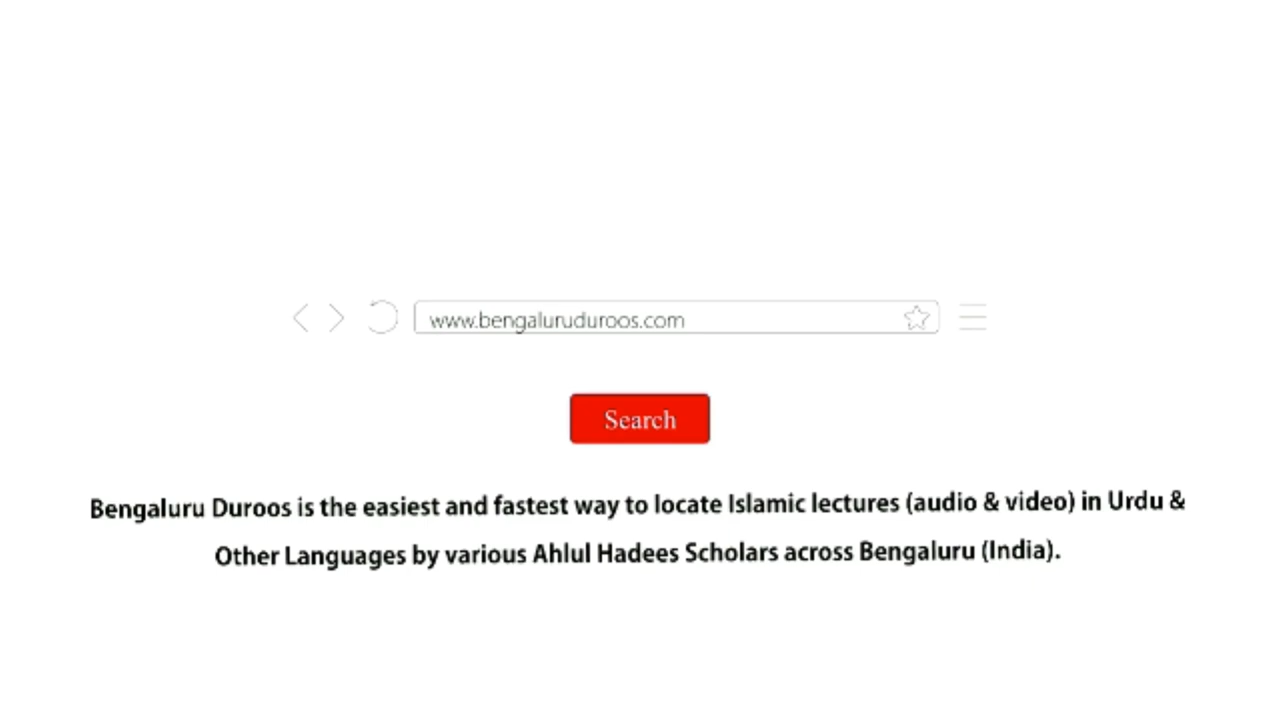 www.bengaluruduroos.com
Search
Bengaluru Duroos is the easiest and fastest way to locate Islamic lectures (audio & video) in Urdu &
Other Languages by various Ahlul Hadees Scholars across Bengaluru (India).